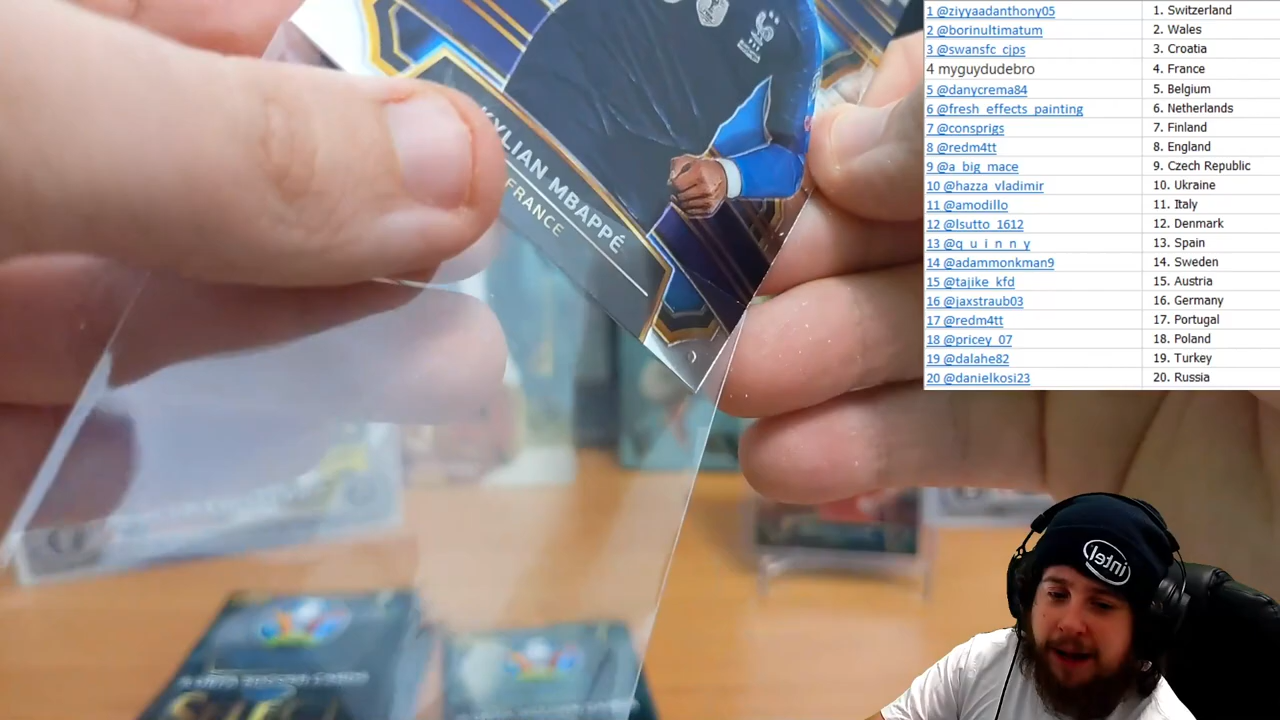 1 @ziyyaadanthony05 1. Switzerland
2 @borinultimatum 2. Wales
3 @swansfc_cjps 3. Croatia
4 myguydudebro 4. France
5 @danycrema84 5. Belgium
6 @fresh_effects_painting 6. Netherlands
7 @consprigs 7. Finland
8 @redm4tt 8. England
9 @a_big_mace 9. Czech Republic
10 @hazza_vladimir 10. Ukraine
11 @amodillo 11. Italy
12 @lsutto_1612 12. Denmark
13 @q_u_i_n_n_y 13. Spain
14 @adammonkman9 14. Sweden
15 @tajike_kfd 15. Austria
16 @jaxstraub03 16. Germany
17 @redm4tt 17. Portugal
18 @pricey_07 18. Poland
19 @dalahe82 19. Turkey
20 @danielkosi23 20. Russia
KYLIAN MBAPPÉ
FRANCE
intel